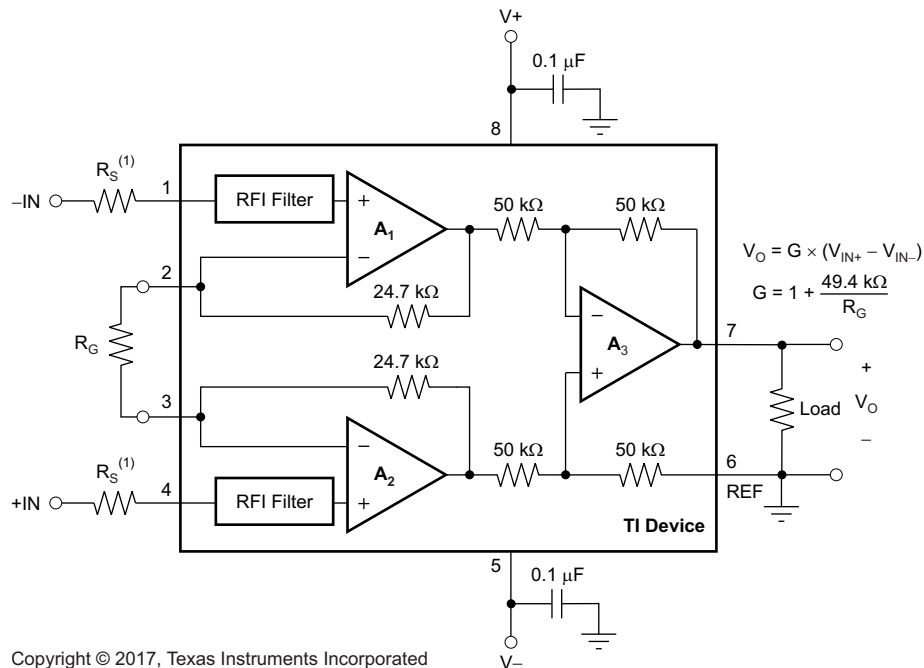 V+
0.1 μF
8
R_S^(1)
−IN
1
RFI Filter
+
A₁
−
50 kΩ
50 kΩ
V_O = G × (V_IN+ − V_IN−)
G = 1 + 49.4 kΩ / R_G
2
24.7 kΩ
R_G
−
A₃
+
7
+
V_O
−
Load
3
24.7 kΩ
−
A₂
+
50 kΩ
50 kΩ
6
REF
R_S^(1)
+IN
4
RFI Filter
TI Device
5
0.1 μF
V−
Copyright © 2017, Texas Instruments Incorporated